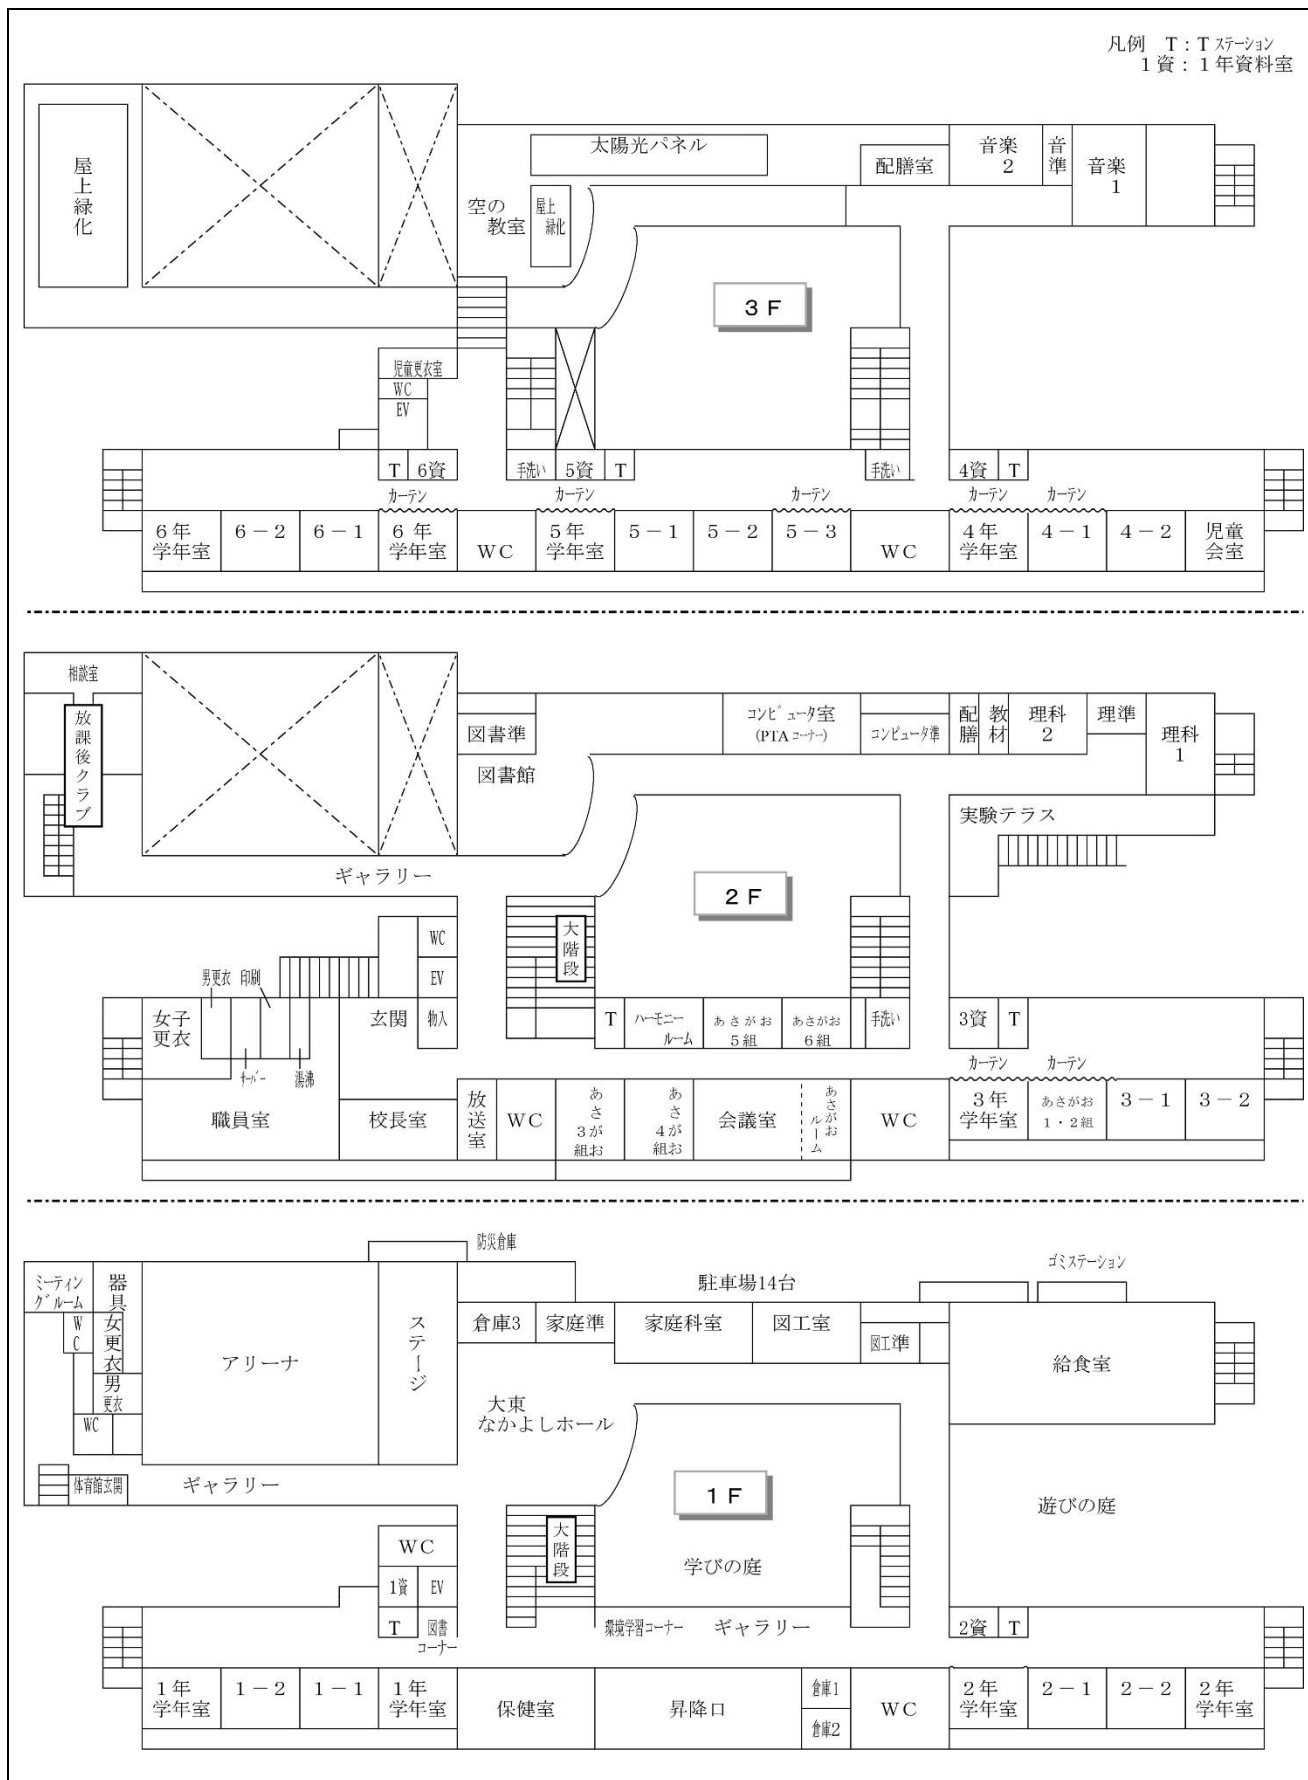 凡例 T：Tステーション
1資：1年資料室
屋上緑化
太陽光パネル
空の
教室
屋上
緑化
配膳室
音楽
2
音準
音楽
1
3F
児童更衣室
WC
EV
T
6資
手洗い
5資
T
手洗い
4資
T
カーテン
カーテン
カーテン
カーテン
カーテン
6年
学年室
6－2
6－1
6年
学年室
WC
5年
学年室
5－1
5－2
5－3
WC
4年
学年室
4－1
4－2
児童
会室
相談室
放課後クラブ
図書準
図書館
コンピュータ室
(PTAコーナー)
コンピュータ準
配膳
教材
理科
2
理準
理科
1
実験テラス
ギャラリー
2F
大階段
WC
EV
男更衣
印刷
女子
更衣
玄関
物入
T
ハーモニー
ルーム
あさがお
5組
あさがお
6組
手洗い
3資
T
サーバー
湯沸
カーテン
カーテン
職員室
校長室
放送室
WC
あさがお
3組
あさがお
4組
会議室
あさがお
ルーム
WC
3年
学年室
あさがお
1・2組
3－1
3－2
防災倉庫
ゴミステーション
駐車場14台
ミーティン
グルーム
器具
WC
女更衣
男
更衣
WC
アリーナ
ステージ
倉庫3
家庭準
家庭科室
図工室
図工準
給食室
大東
なかよしホール
体育館玄関
ギャラリー
1F
遊びの庭
大階段
学びの庭
WC
1資
EV
T
図書
コーナー
環境学習コーナー
ギャラリー
2資
T
1年
学年室
1－2
1－1
1年
学年室
保健室
昇降口
倉庫1
倉庫2
WC
2年
学年室
2－1
2－2
2年
学年室